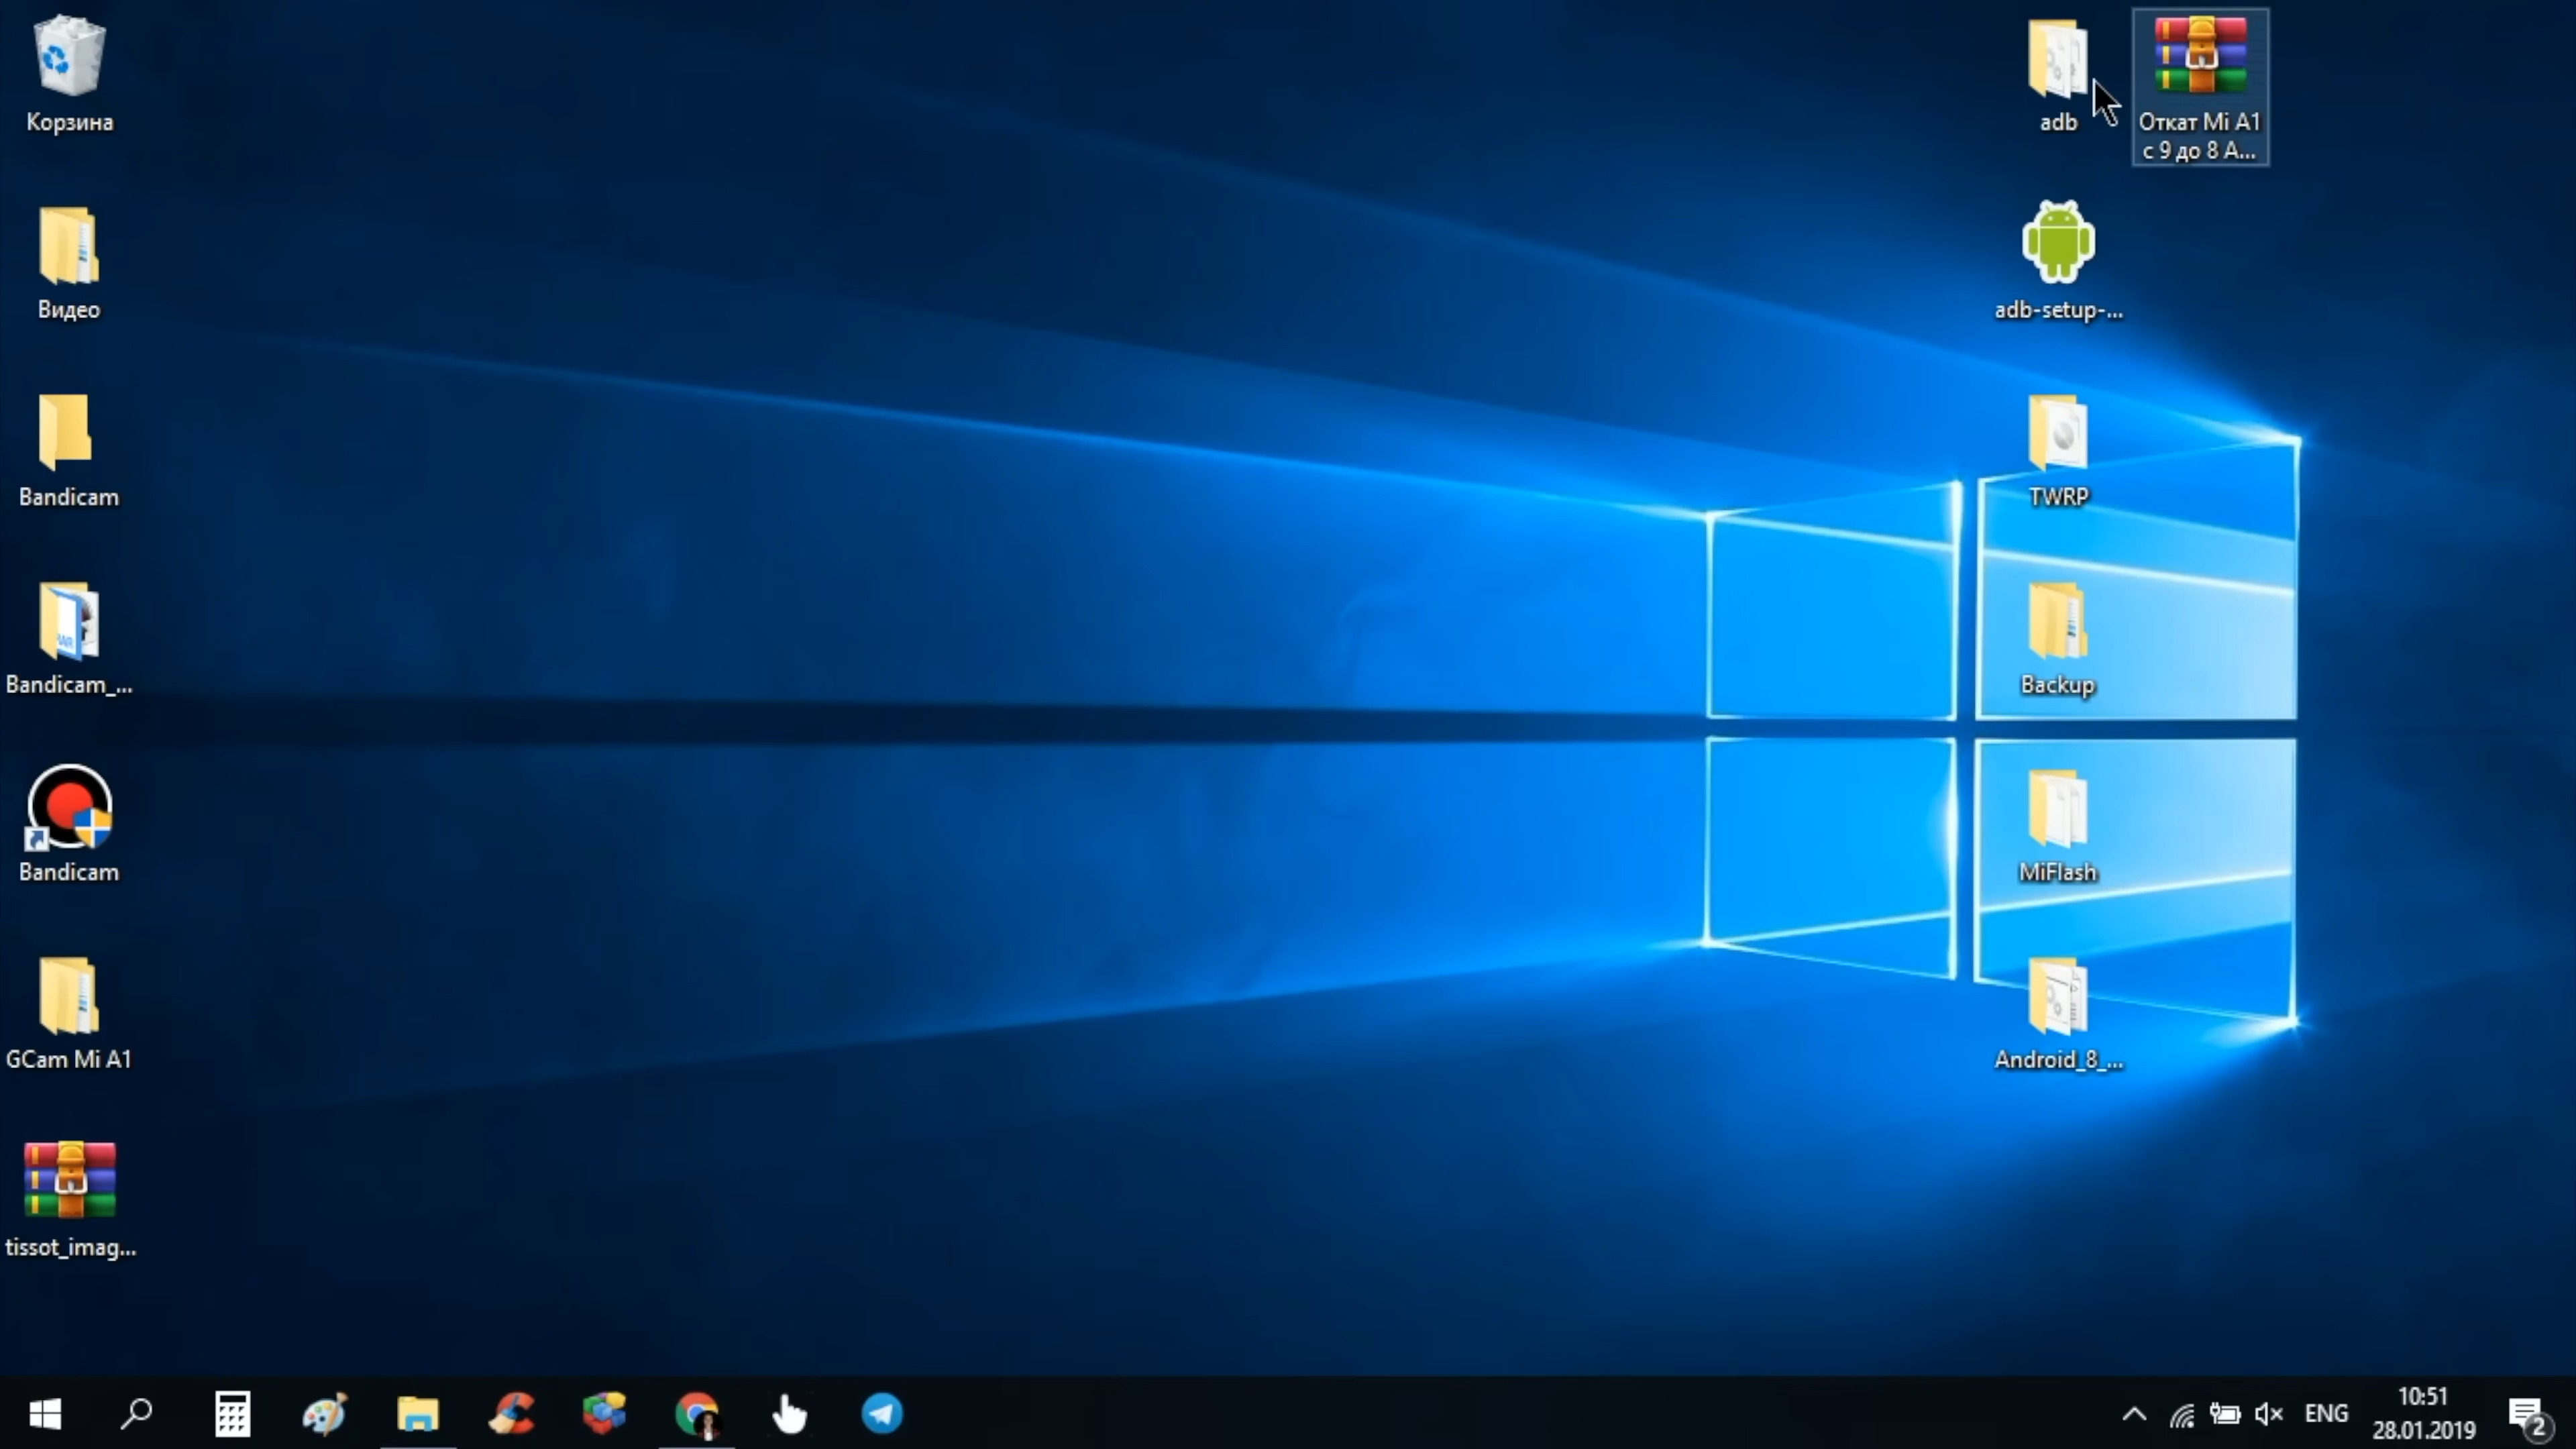 Корзина
Видео
Bandicam
Bandicam_...
Bandicam
GCam Mi A1
tissot_imag...
adb
Откат Mi A1
с 9 до 8 А...
adb-setup-...
TWRP
Backup
MiFlash
Android_8_...
ENG
10:51
28.01.2019
2